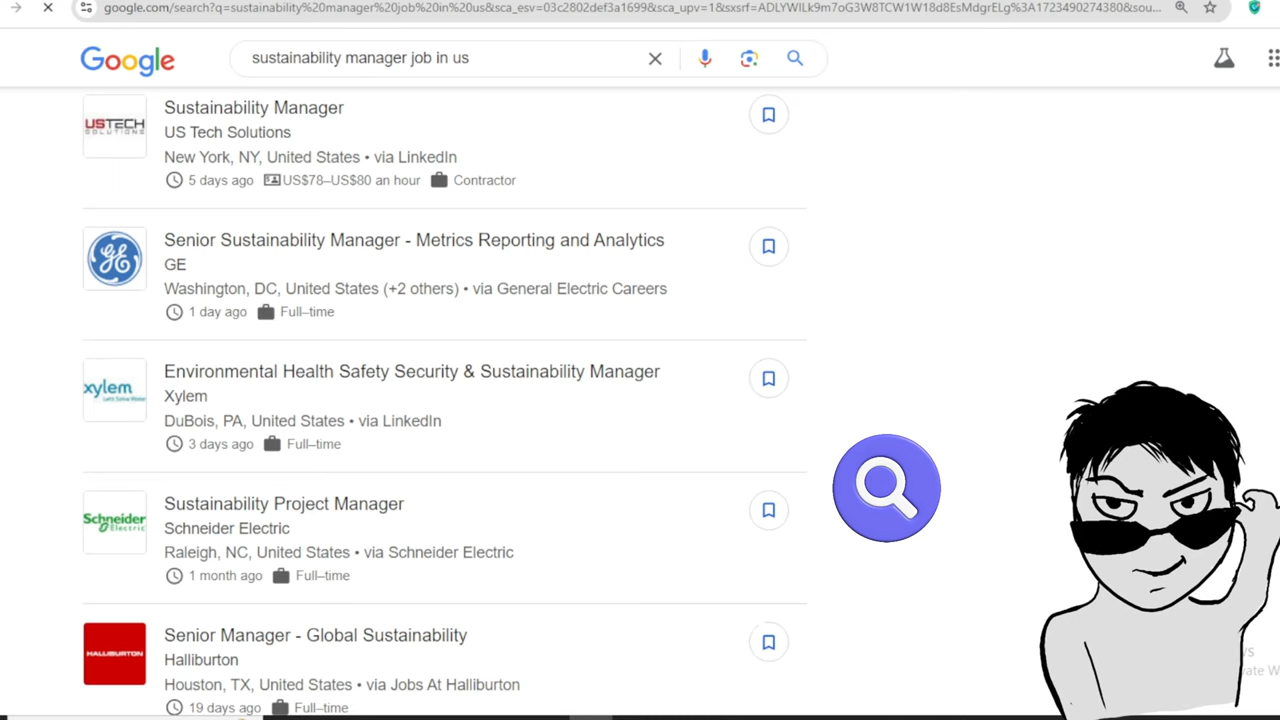 google.com/search?q=sustainability%20manager%20job%20in%20us&sca_esv=03c2802def3a1699&sca_upv=1&sxsrf=ADLYWILk9m7oG3W8TCW1W18d8EsMdgrELg%3A1723490274380&sou...
Google
sustainability manager job in us
USTECH
SOLUTIONS
Sustainability Manager
US Tech Solutions
New York, NY, United States • via LinkedIn
5 days ago US$78–US$80 an hour Contractor
GE
Senior Sustainability Manager - Metrics Reporting and Analytics
GE
Washington, DC, United States (+2 others) • via General Electric Careers
1 day ago Full–time
xylem
Environmental Health Safety Security & Sustainability Manager
Xylem
DuBois, PA, United States • via LinkedIn
3 days ago Full–time
Schneider
Electric
Sustainability Project Manager
Schneider Electric
Raleigh, NC, United States • via Schneider Electric
1 month ago Full–time
HALLIBURTON
Senior Manager - Global Sustainability
Halliburton
Houston, TX, United States • via Jobs At Halliburton
19 days ago Full–time